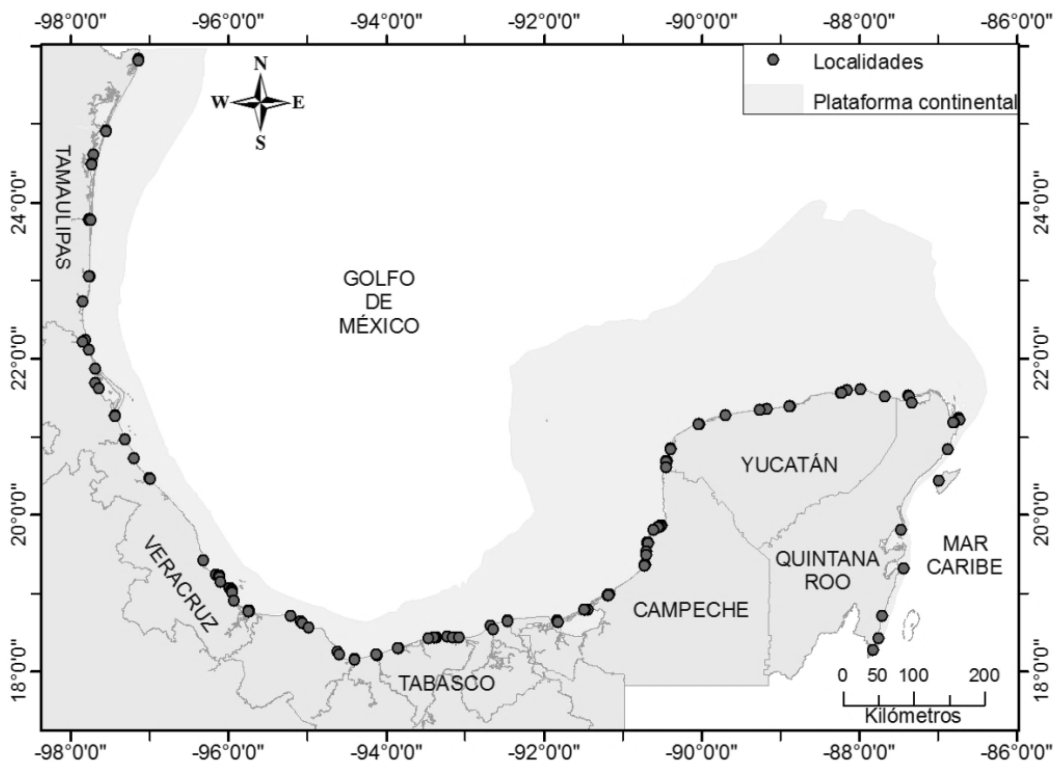 -98°0'0" -96°0'0" -94°0'0" -92°0'0" -90°0'0" -88°0'0" -86°0'0"
N
W E
S
Localidades
Plataforma continental
TAMAULIPAS
24°0'0" 24°0'0"
GOLFO
DE
MÉXICO
22°0'0" 22°0'0"
YUCATÁN
20°0'0" 20°0'0"
VERACRUZ
MAR
CARIBE
QUINTANA
ROO
CAMPECHE
TABASCO
18°0'0" 18°0'0"
0 50 100 200
Kilómetros
-98°0'0" -96°0'0" -94°0'0" -92°0'0" -90°0'0" -88°0'0" -86°0'0"